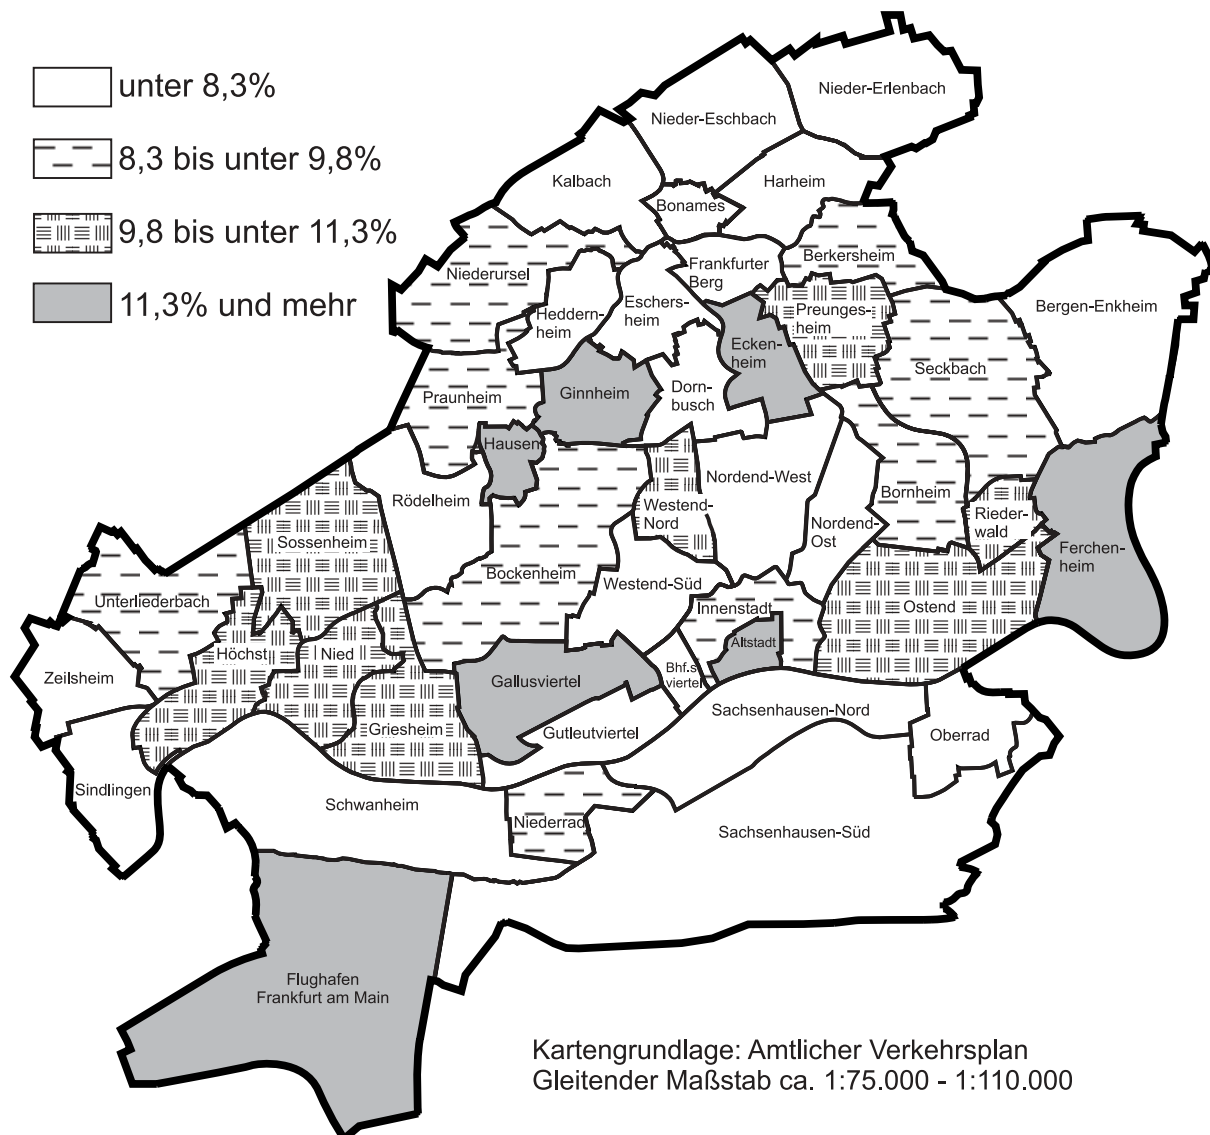 unter 8,3%
8,3 bis unter 9,8%
9,8 bis unter 11,3%
11,3% und mehr
Nieder-Erlenbach
Nieder-Eschbach
Kalbach
Harheim
Bonames
Niederursel
Frankfurter
Berg
Berkersheim
Heddern-
heim
Eschers-
heim
Preunges-
heim
Bergen-Enkheim
Ecken-
heim
Seckbach
Praunheim
Ginnheim
Dorn-
busch
Hausen
Rödelheim
Westend-
Nord
Nordend-West
Bornheim
Nordend-
Ost
Rieder-
wald
Ferchen-
heim
Sossenheim
Bockenheim
Westend-Süd
Unterliederbach
Innenstadt
Ostend
Altstadt
Höchst
Nied
Zeilsheim
Gallusviertel
Bhf.s
viertel
Sachsenhausen-Nord
Griesheim
Gutleutviertel
Oberrad
Sindlingen
Schwanheim
Niederrad
Sachsenhausen-Süd
Flughafen
Frankfurt am Main
Kartengrundlage: Amtlicher Verkehrsplan
Gleitender Maßstab ca. 1:75.000 - 1:110.000